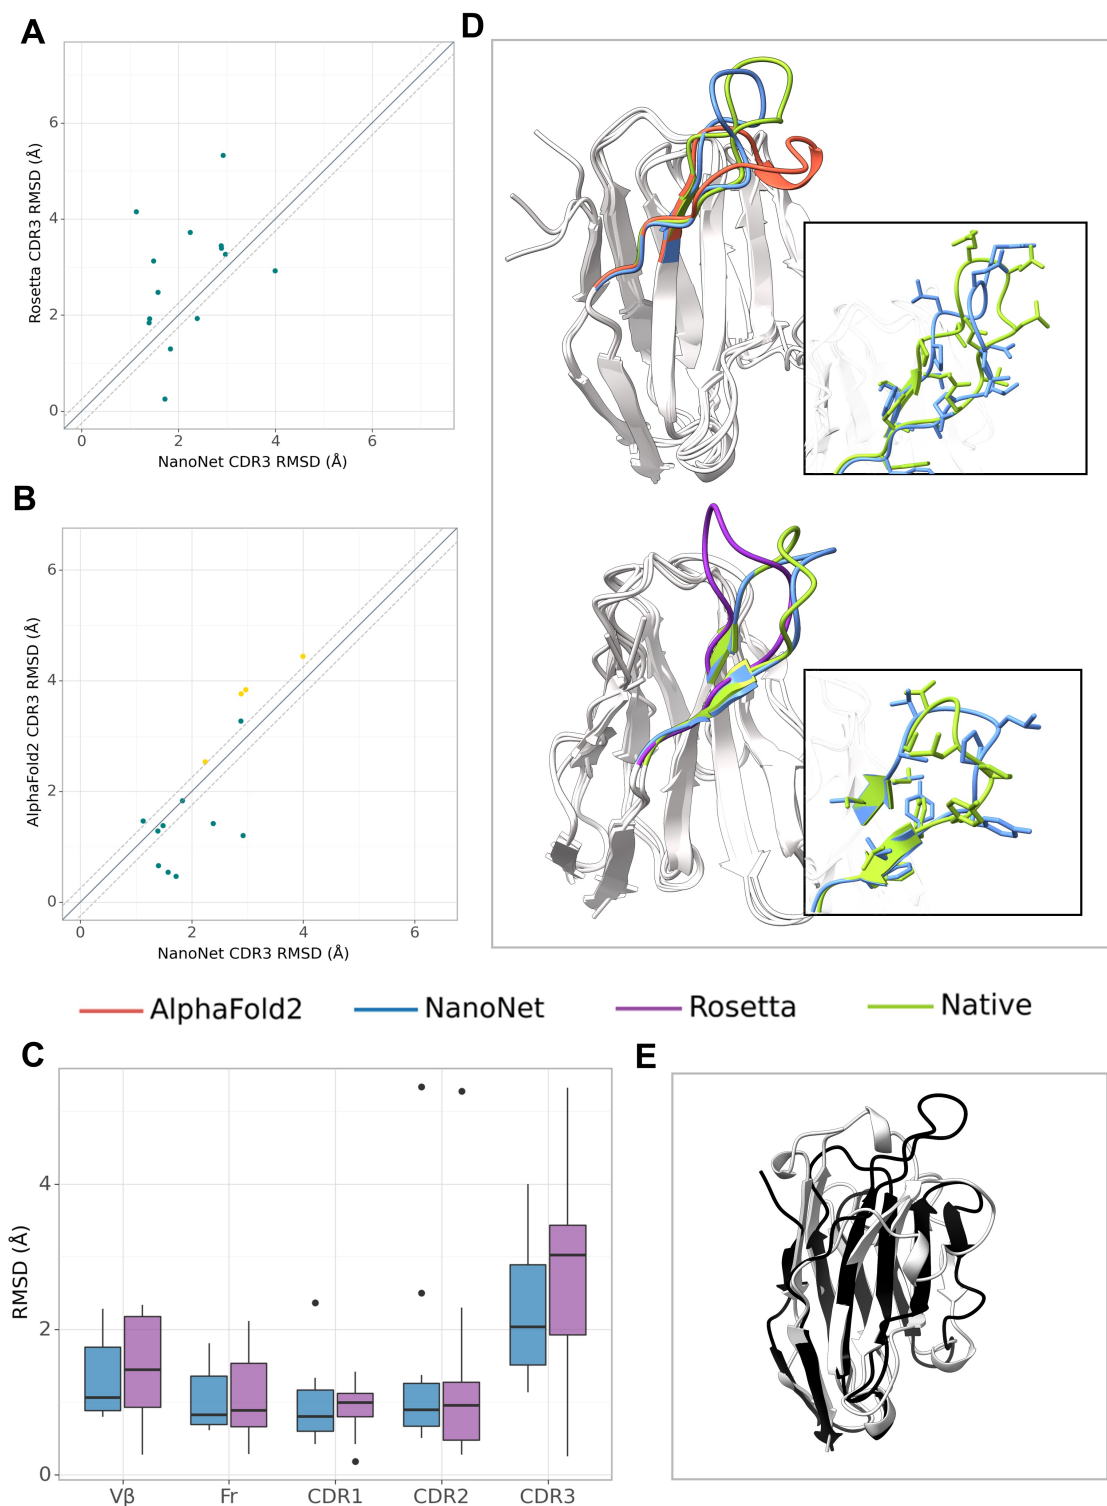 A
Rosetta CDR3 RMSD (Å)
6
4
2
0
0 2 4 6
NanoNet CDR3 RMSD (Å)
B
AlphaFold2 CDR3 RMSD (Å)
6
4
2
0
0 2 4 6
NanoNet CDR3 RMSD (Å)
D
AlphaFold2 NanoNet Rosetta Native
C
RMSD (Å)
4
2
0
Vβ Fr CDR1 CDR2 CDR3
E